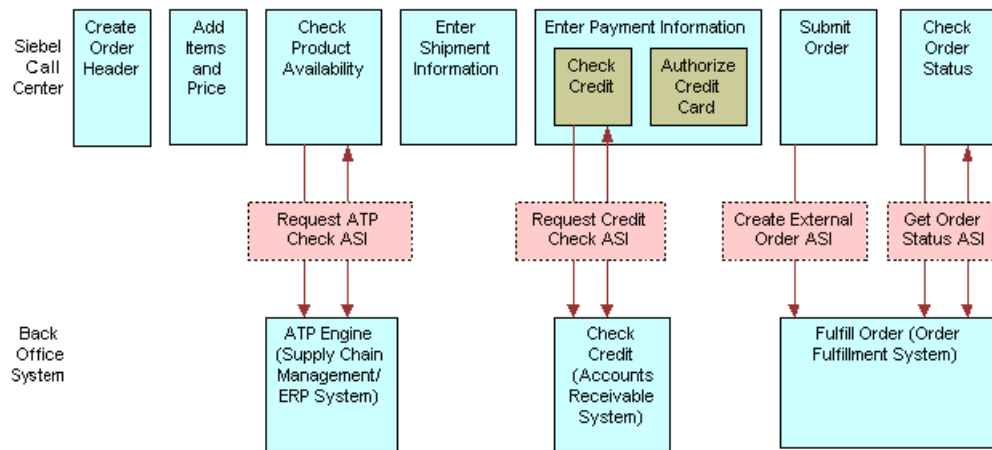 Siebel
Call
Center
Create
Order
Header
Add
Items
and
Price
Check
Product
Availability
Enter
Shipment
Information
Enter Payment Information
Check
Credit
Authorize
Credit
Card
Submit
Order
Check
Order
Status
Request ATP
Check ASI
Request Credit
Check ASI
Create External
Order ASI
Get Order
Status ASI
Back
Office
System
ATP Engine
(Supply Chain
Management/
ERP System)
Check
Credit
(Accounts
Receivable
System)
Fulfill Order (Order
Fulfillment System)